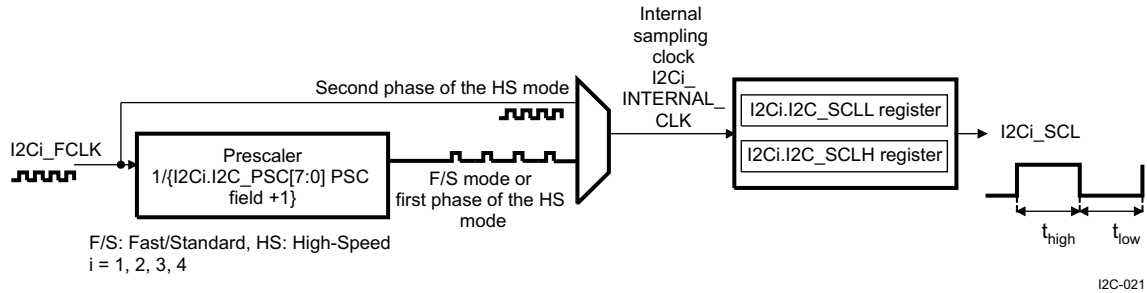 Internal
sampling
clock
I2Ci_
INTERNAL_
CLK
Second phase of the HS mode
I2Ci_FCLK
Prescaler
1/{I2Ci.I2C_PSC[7:0] PSC
field +1}
F/S mode or
first phase of the HS
mode
I2Ci.I2C_SCLL register
I2Ci.I2C_SCLH register
I2Ci_SCL
thigh
tlow
F/S: Fast/Standard, HS: High-Speed
i = 1, 2, 3, 4
I2C-021